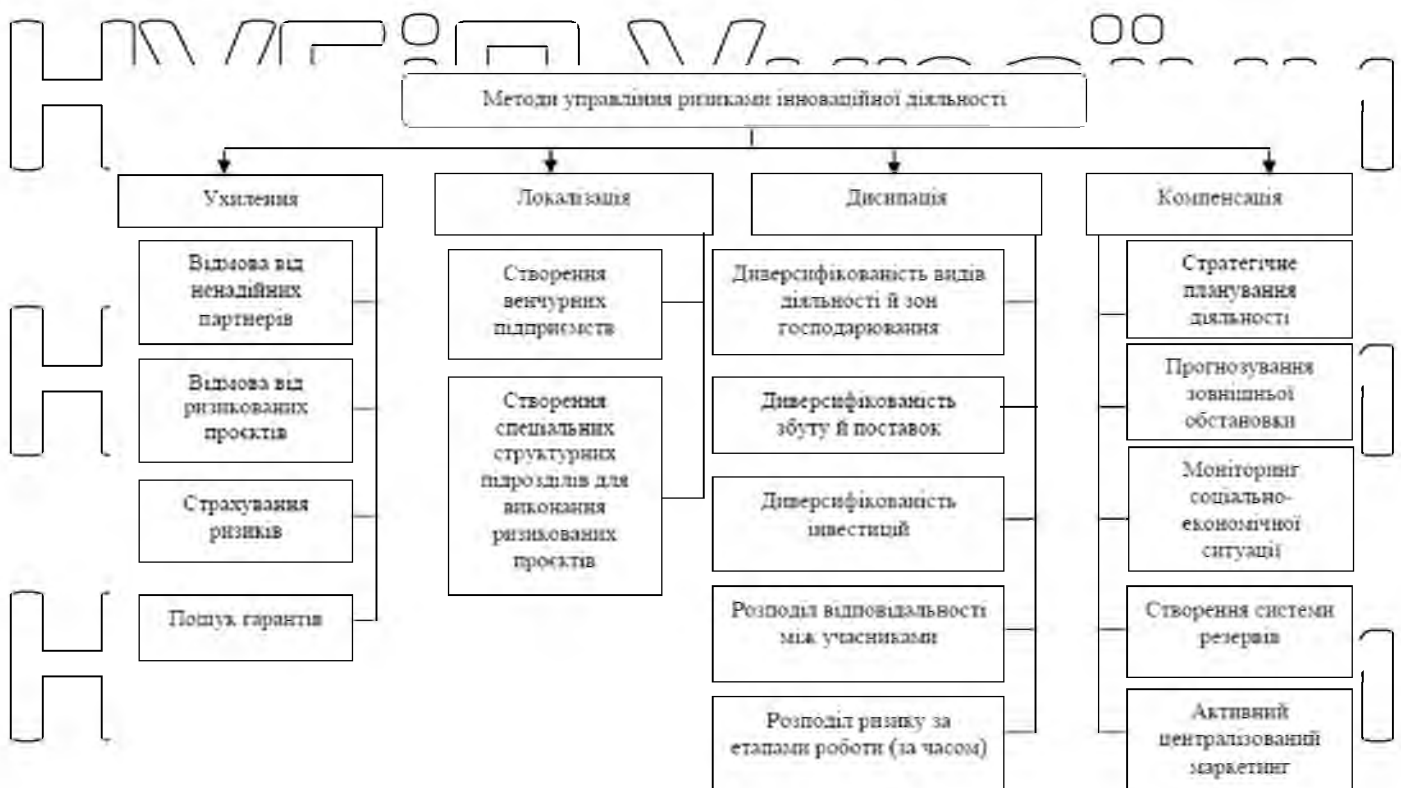 Методи управління ризиками інноваційної діяльності
Ухилення
Відмова від
ненадійних
партнерів
Відмова від
ризикованих
проєктів
Страхування
ризиків
Пошук гарантів
Локалізація
Створення
венчурних
підприємств
Створення
спеціальних
структурних
підрозділів для
виконання
ризикованих
проєктів
Дисипація
Диверсифікованість видів
діяльності й зон
господарювання
Диверсифікованість
збуту й поставок
Диверсифікованість
інвестицій
Розподіл відповідальності
між учасниками
Розподіл ризику за
етапами роботи (за часом)
Компенсація
Стратегічне
планування
діяльності
Прогнозування
зовнішньої
обстановки
Моніторинг
соціально-
економічної
ситуації
Створення системи
резервів
Активний
централізований
маркетинг